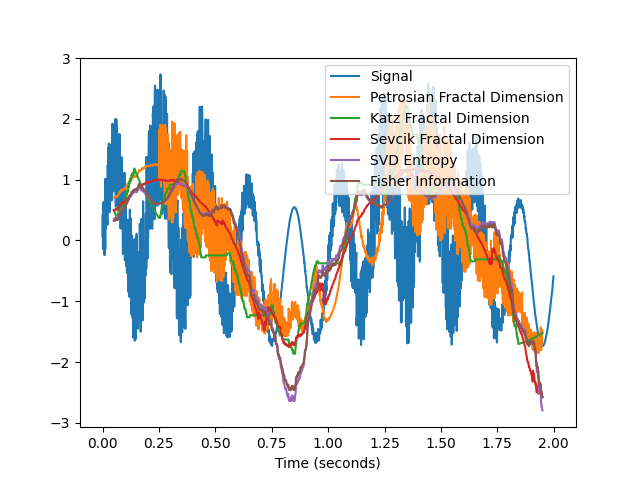 3
2
1
0
−1
−2
−3
Signal
Petrosian Fractal Dimension
Katz Fractal Dimension
Sevcik Fractal Dimension
SVD Entropy
Fisher Information
0.00 0.25 0.50 0.75 1.00 1.25 1.50 1.75 2.00
Time (seconds)